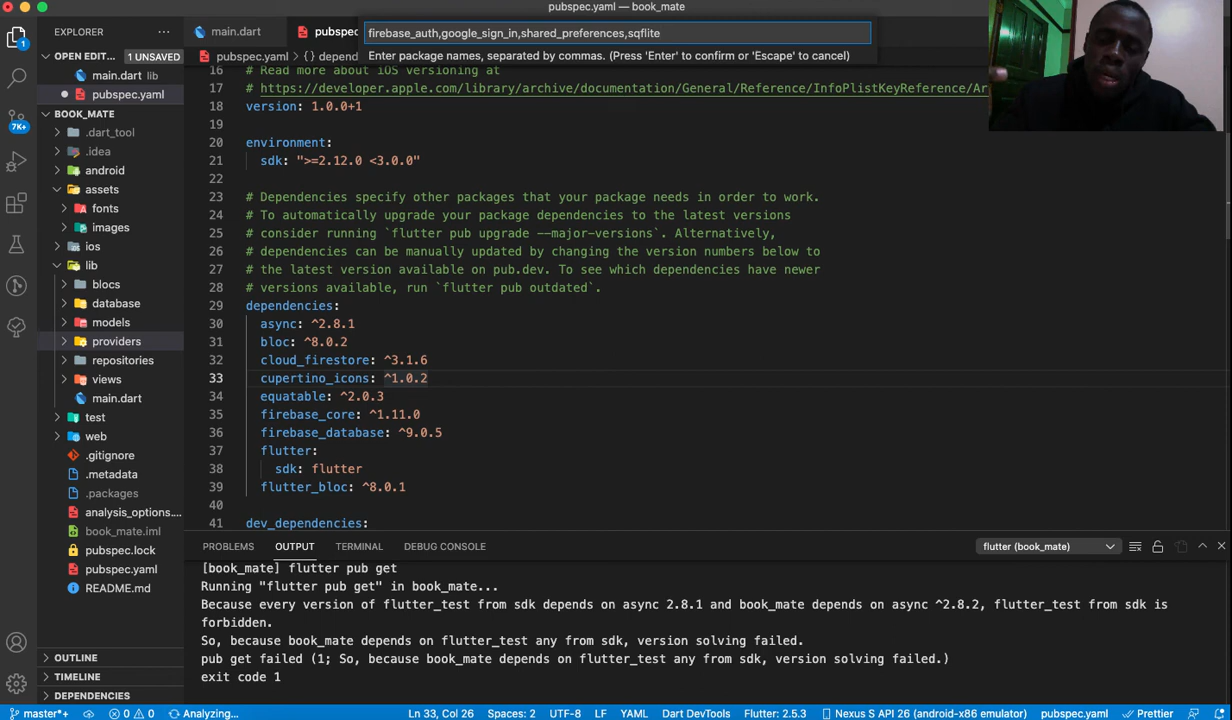 pubspec.yaml — book_mate
EXPLORER
main.dart
pubspec
firebase_auth,google_sign_in,shared_preferences,sqflite
Enter package names, separated by commas. (Press 'Enter' to confirm or 'Escape' to cancel)
pubspec.yaml > {} depend
1
OPEN EDIT... 1 UNSAVED
main.dart lib
pubspec.yaml
BOOK_MATE
.dart_tool
.idea
android
assets
fonts
images
ios
lib
blocs
database
models
providers
repositories
views
main.dart
test
web
.gitignore
.metadata
.packages
analysis_options....
book_mate.iml
pubspec.lock
pubspec.yaml
README.md
OUTLINE
TIMELINE
DEPENDENCIES
7K+
16 # Read more about iOS versioning at
17 # https://developer.apple.com/library/archive/documentation/General/Reference/InfoPlistKeyReference/Ar
18 version: 1.0.0+1
19
20 environment:
21 sdk: ">=2.12.0 <3.0.0"
22
23 # Dependencies specify other packages that your package needs in order to work.
24 # To automatically upgrade your package dependencies to the latest versions
25 # consider running `flutter pub upgrade --major-versions`. Alternatively,
26 # dependencies can be manually updated by changing the version numbers below to
27 # the latest version available on pub.dev. To see which dependencies have newer
28 # versions available, run `flutter pub outdated`.
29 dependencies:
30 async: ^2.8.1
31 bloc: ^8.0.2
32 cloud_firestore: ^3.1.6
33 cupertino_icons: ^1.0.2
34 equatable: ^2.0.3
35 firebase_core: ^1.11.0
36 firebase_database: ^9.0.5
37 flutter:
38 sdk: flutter
39 flutter_bloc: ^8.0.1
40
41 dev_dependencies:
PROBLEMS OUTPUT TERMINAL DEBUG CONSOLE
flutter (book_mate)
[book_mate] flutter pub get
Running "flutter pub get" in book_mate...
Because every version of flutter_test from sdk depends on async 2.8.1 and book_mate depends on async ^2.8.2, flutter_test from sdk is
forbidden.
So, because book_mate depends on flutter_test any from sdk, version solving failed.
pub get failed (1; So, because book_mate depends on flutter_test any from sdk, version solving failed.)
exit code 1
master*+ 0 0 Analyzing... Ln 33, Col 26 Spaces: 2 UTF-8 LF YAML Dart DevTools Flutter: 2.5.3 Nexus S API 26 (android-x86 emulator) pubspec.yaml Prettier